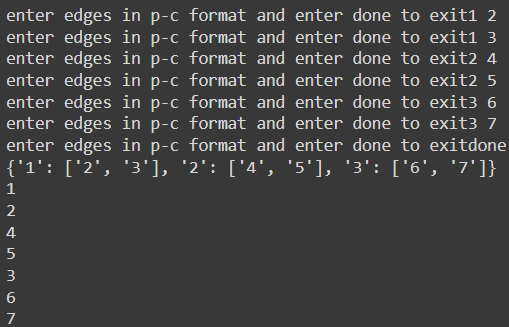 enter edges in p-c format and enter done to exit1 2
enter edges in p-c format and enter done to exit1 3
enter edges in p-c format and enter done to exit2 4
enter edges in p-c format and enter done to exit2 5
enter edges in p-c format and enter done to exit3 6
enter edges in p-c format and enter done to exit3 7
enter edges in p-c format and enter done to exitdone
{'1': ['2', '3'], '2': ['4', '5'], '3': ['6', '7']}
1
2
4
5
3
6
7